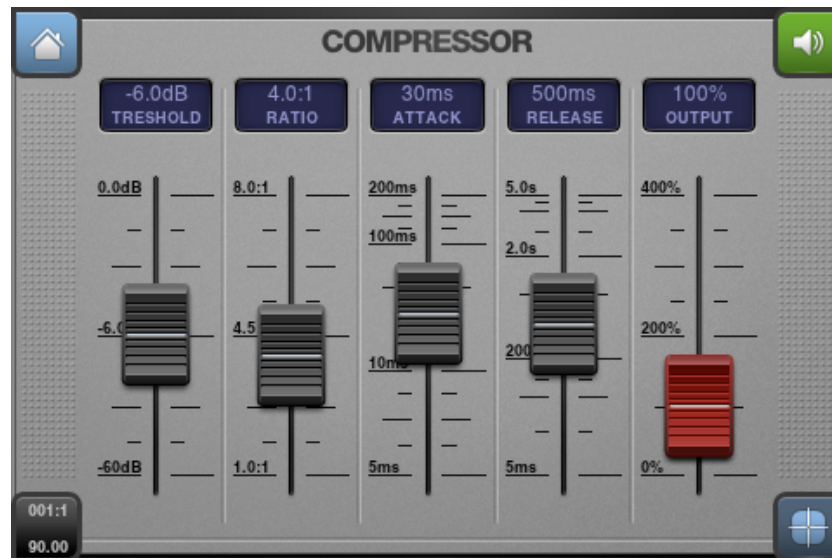 COMPRESSOR
-6.0dB 4.0:1 30ms 500ms 100%
TRESHOLD RATIO ATTACK RELEASE OUTPUT
0.0dB 8.0:1 200ms 5.0s 400%
100ms 2.0s
-6.0 4.5 200%
10ms 200
-60dB 1.0:1 5ms 5ms 0%
001:1
90.00